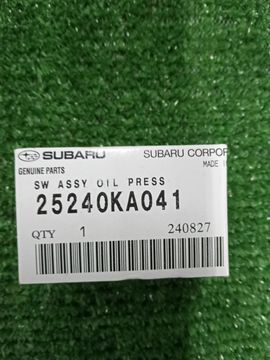 SUBARU SUBARU CORPOR
GENUINE PARTS MADE I
SW ASSY OIL PRESS
25240KA041
QTY 1 240827